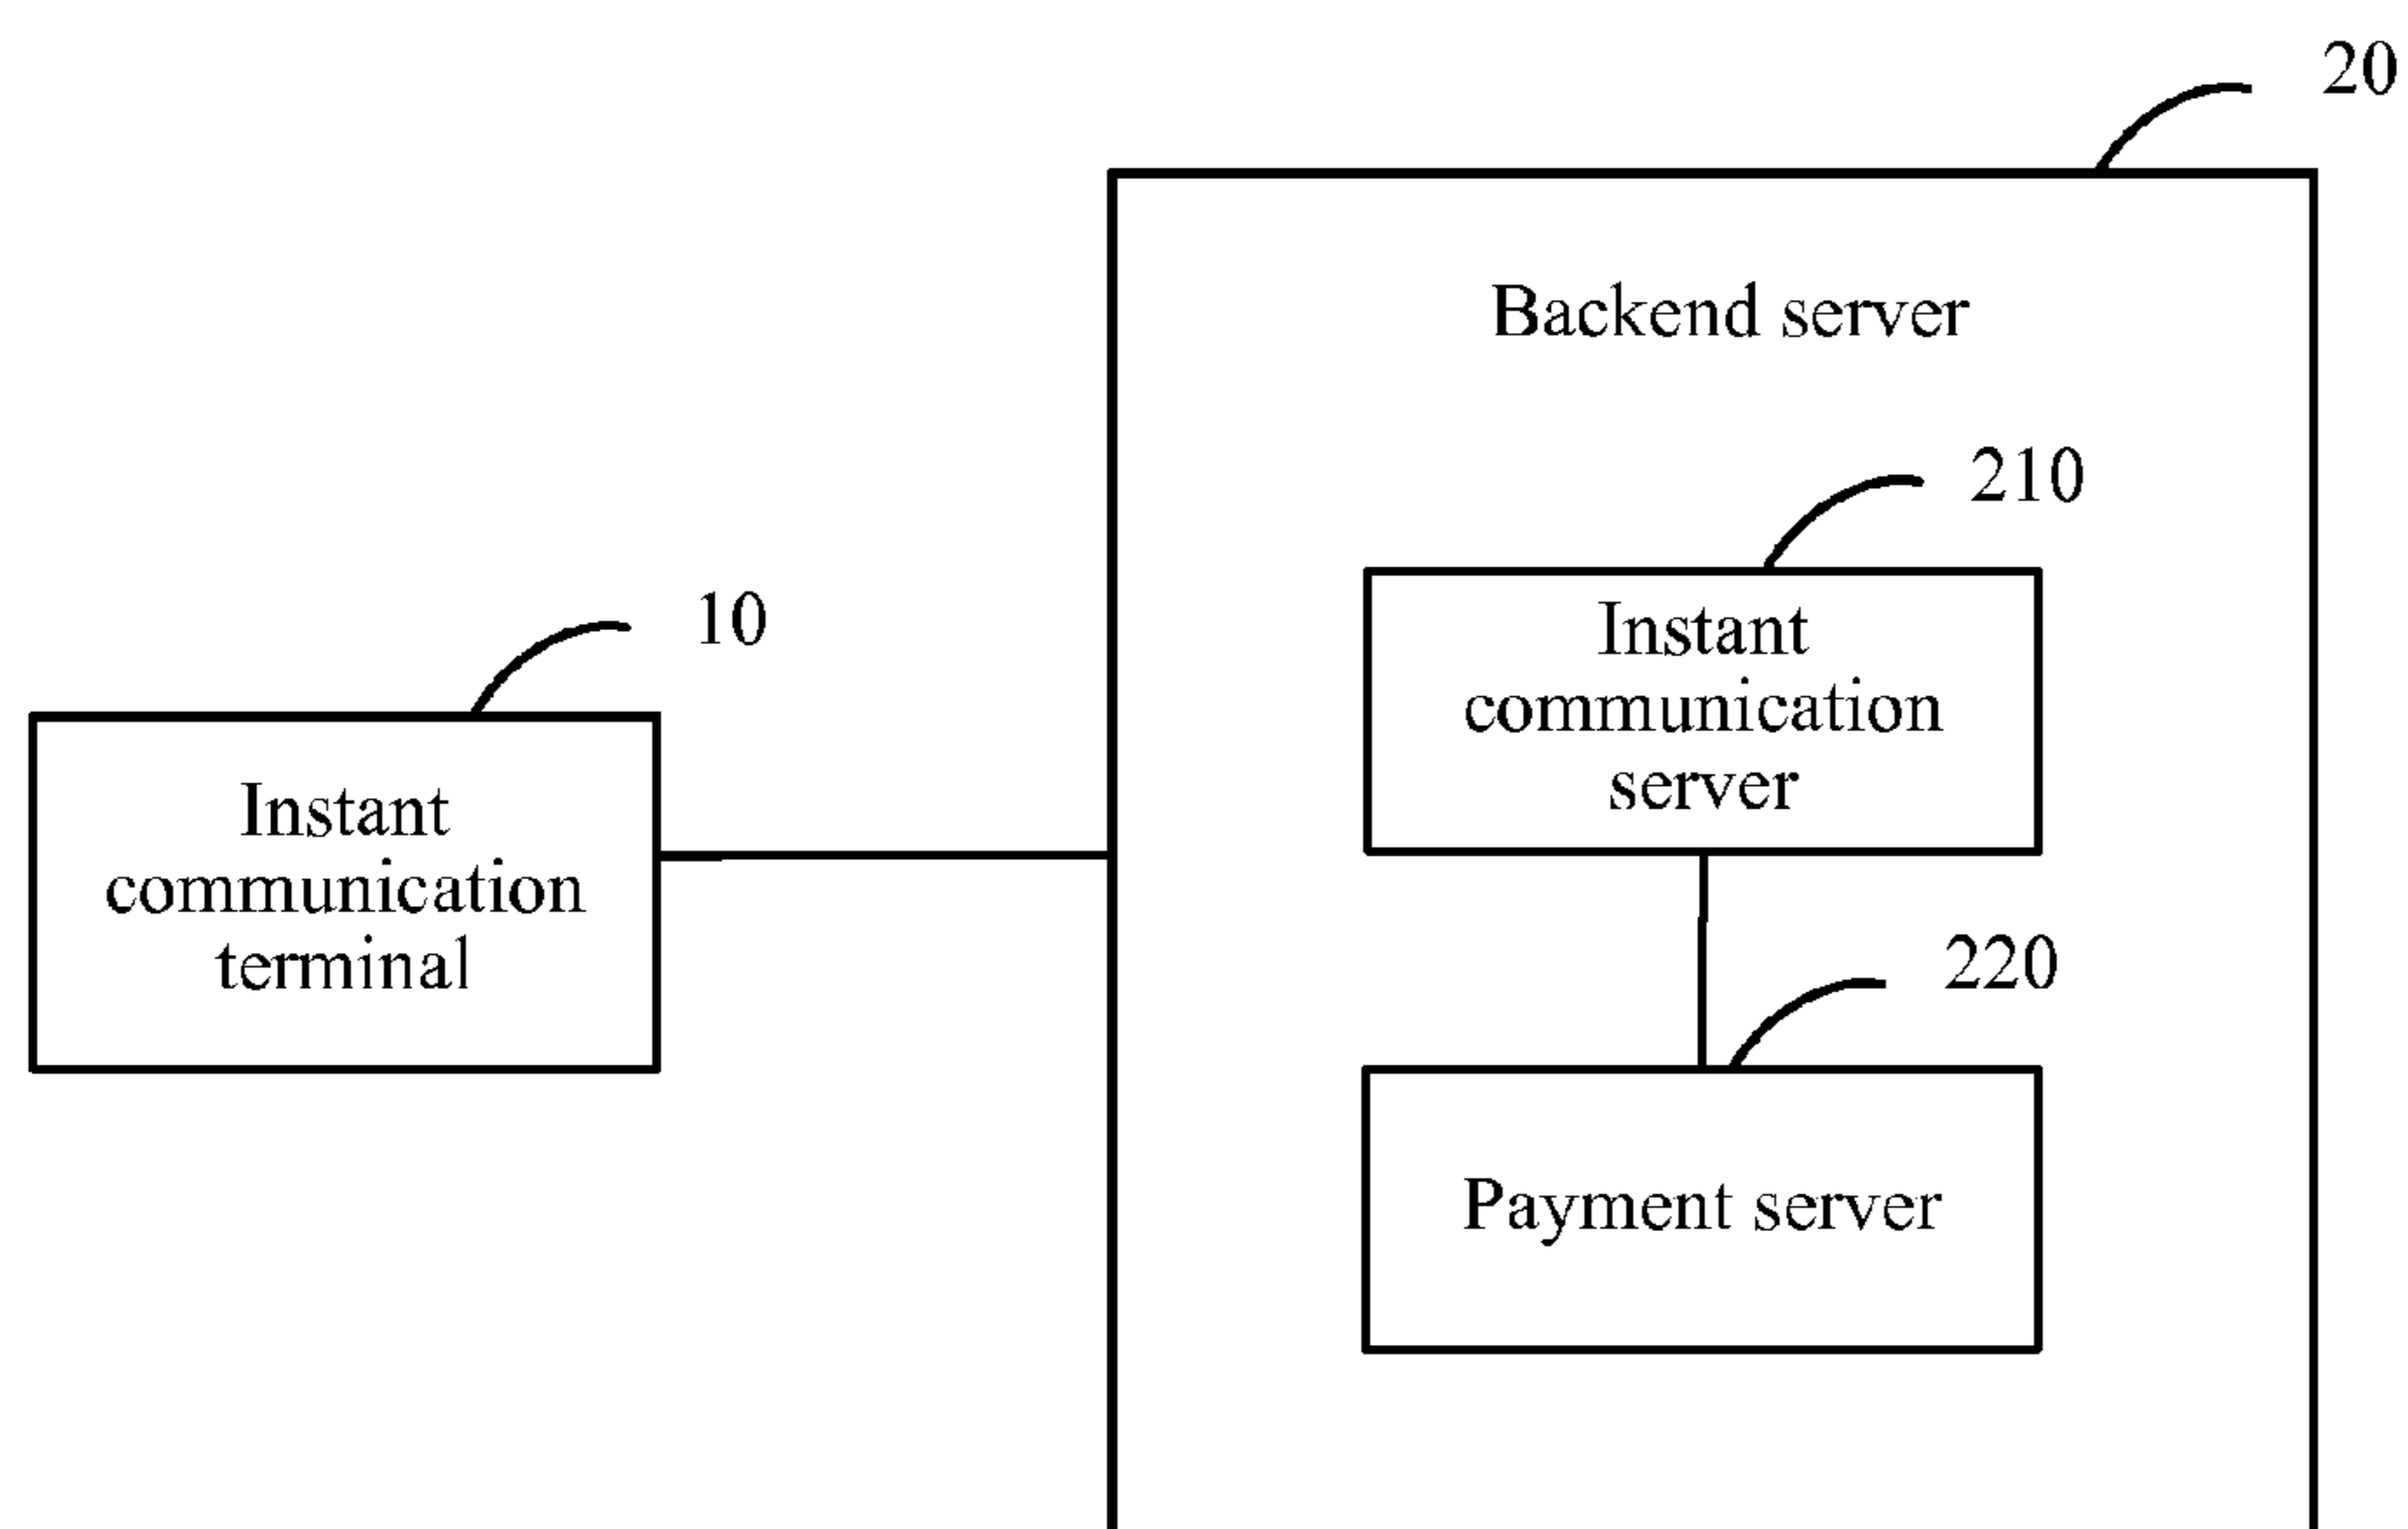 20
Backend server
210
Instant
communication
server
10
Instant
communication
terminal
220
Payment server